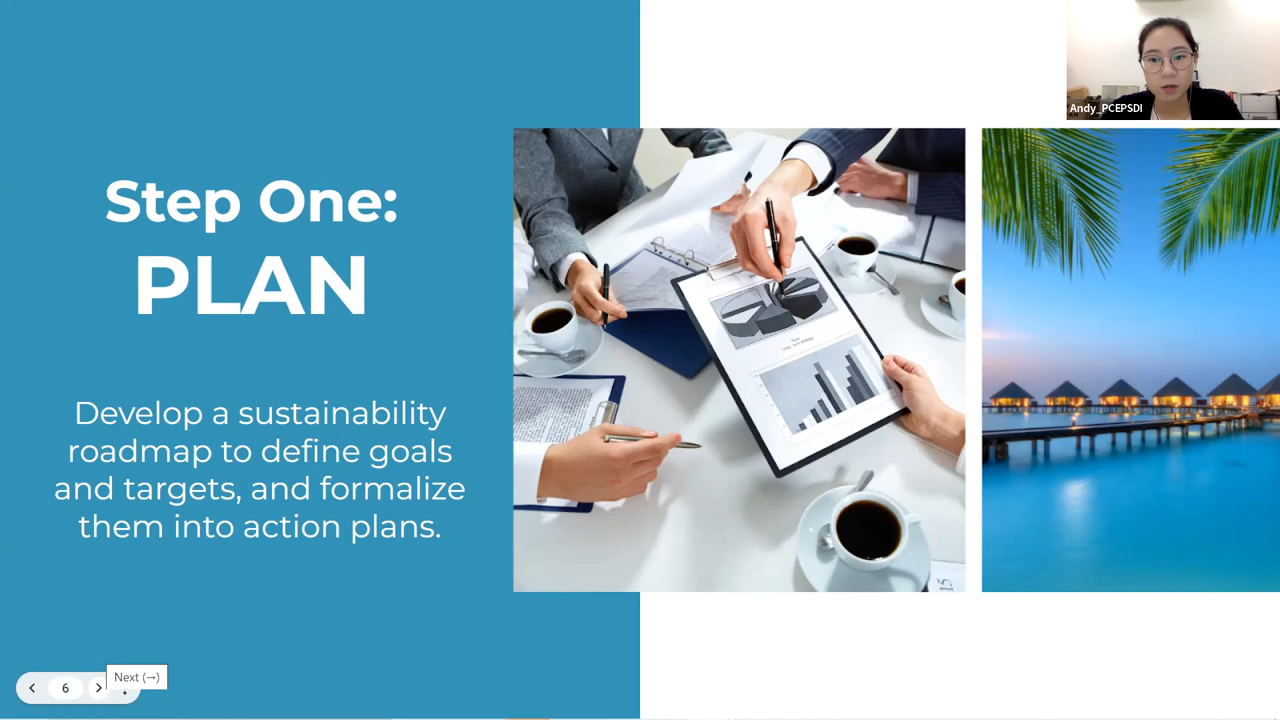 Andy_PCEPSDI
Step One:
PLAN
Develop a sustainability
roadmap to define goals
and targets, and formalize
them into action plans.
15
Next (→)
6